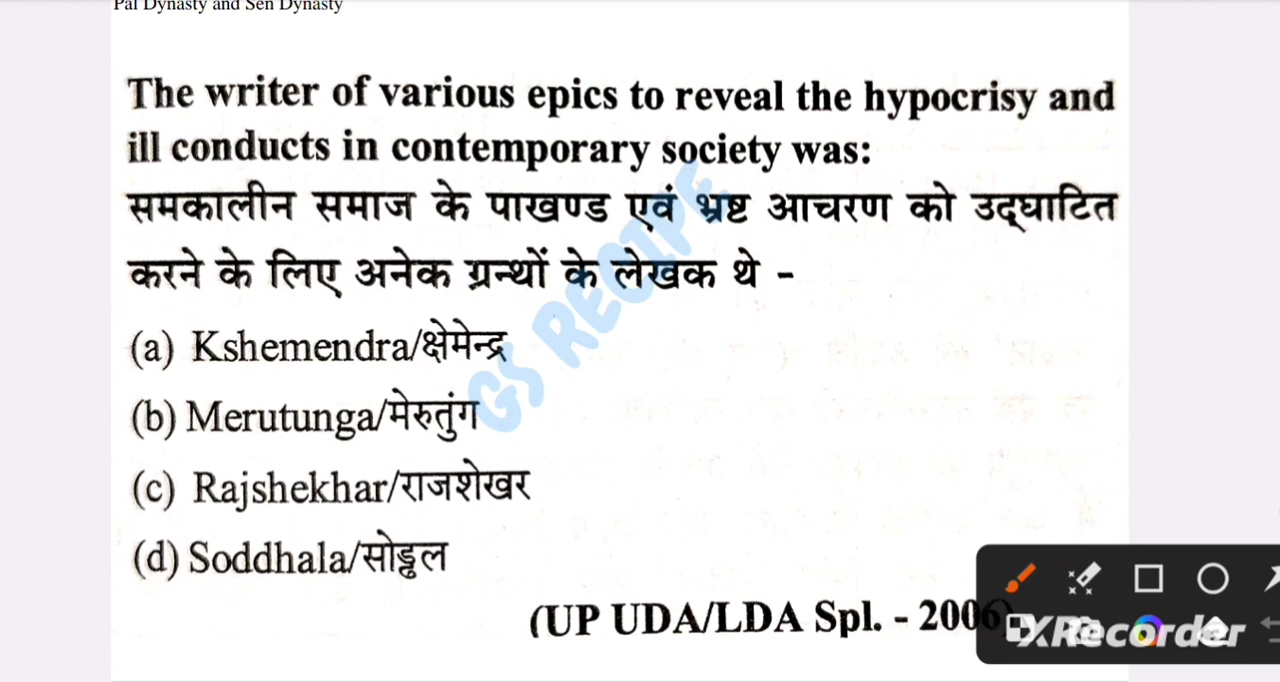 Pal Dynasty and Sen Dynasty
The writer of various epics to reveal the hypocrisy and
ill conducts in contemporary society was:
समकालीन समाज के पाखण्ड एवं भ्रष्ट आचरण को उद्घाटित
करने के लिए अनेक ग्रन्थों के लेखक थे -
(a) Kshemendra/क्षेमेन्द्र
(b) Merutunga/मेरुतुंग
(c) Rajshekhar/राजशेखर
(d) Soddhala/सोड्ढल
(UP UDA/LDA Spl. - 2006)
GS RECIPE
XRecorder